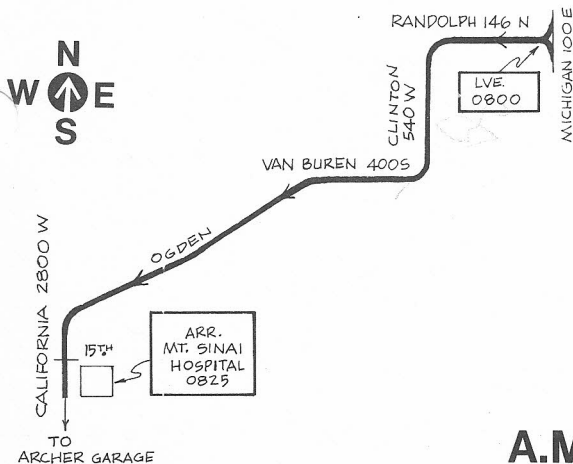 RANDOLPH 146 N
MICHIGAN 100 E
N
W E
S
LVE.
0800
CLINTON
540 W
VAN BUREN 400S
OGDEN
CALIFORNIA 2800 W
15TH
ARR.
MT. SINAI
HOSPITAL
0825
TO
ARCHER GARAGE
A.M